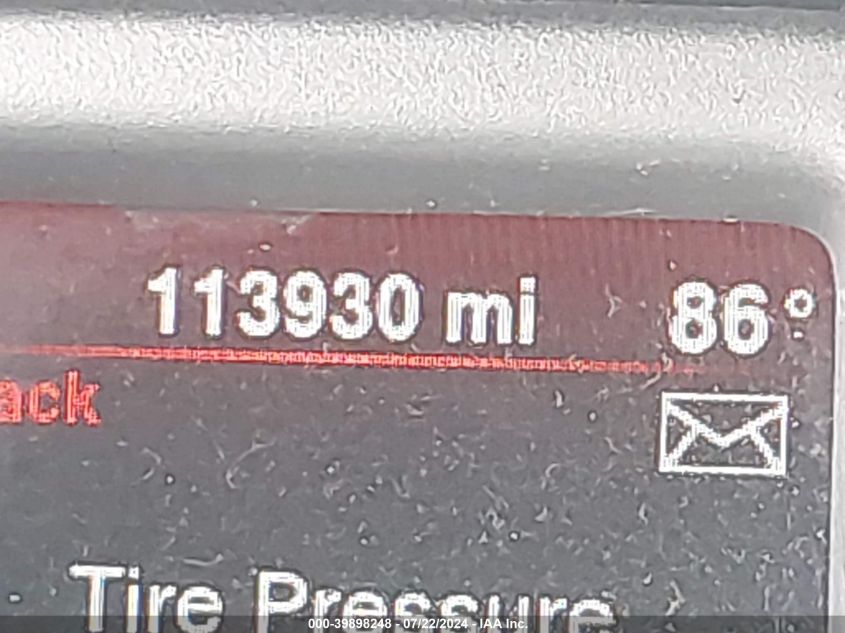 113930 mi 86°
ack
Tire Pressure
000-39898248 - 07/22/2024 - IAA Inc.